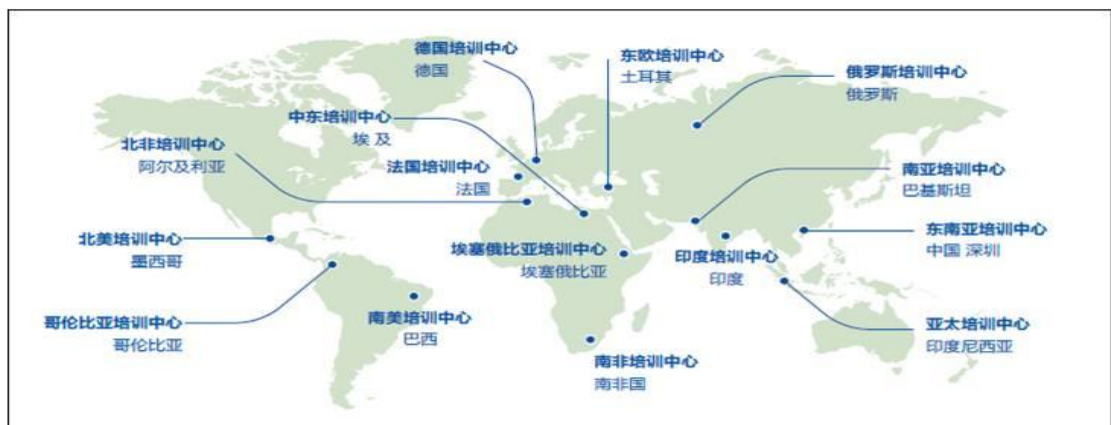 德国培训中心
德国
东欧培训中心
土耳其
俄罗斯培训中心
俄罗斯
中东培训中心
埃 及
北非培训中心
阿尔及利亚
法国培训中心
法国
南亚培训中心
巴基斯坦
北美培训中心
墨西哥
埃塞俄比亚培训中心
埃塞俄比亚
印度培训中心
印度
东南亚培训中心
中国 深圳
哥伦比亚培训中心
哥伦比亚
南美培训中心
巴西
亚太培训中心
印度尼西亚
南非培训中心
南非国